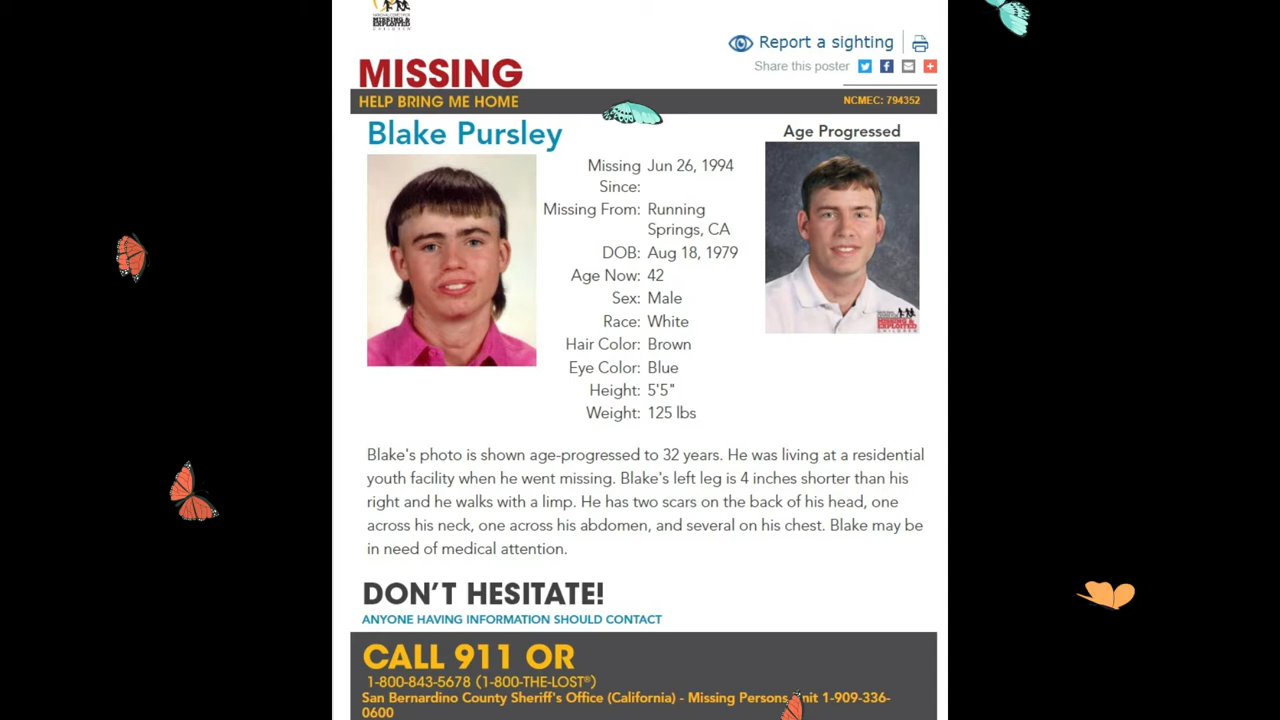 MISSING &
EXPLOITED
CHILDREN
Report a sighting
Share this poster
MISSING
HELP BRING ME HOME
NCMEC: 794352
Blake Pursley
Age Progressed
Missing Since: Jun 26, 1994
Missing From: Running Springs, CA
DOB: Aug 18, 1979
Age Now: 42
Sex: Male
Race: White
Hair Color: Brown
Eye Color: Blue
Height: 5'5"
Weight: 125 lbs
MISSING &
EXPLOITED
CHILDREN
Blake's photo is shown age-progressed to 32 years. He was living at a residential
youth facility when he went missing. Blake's left leg is 4 inches shorter than his
right and he walks with a limp. He has two scars on the back of his head, one
across his neck, one across his abdomen, and several on his chest. Blake may be
in need of medical attention.
DON'T HESITATE!
ANYONE HAVING INFORMATION SHOULD CONTACT
CALL 911 OR
1-800-843-5678 (1-800-THE-LOST®)
San Bernardino County Sheriff's Office (California) - Missing Persons Unit 1-909-336-
0600